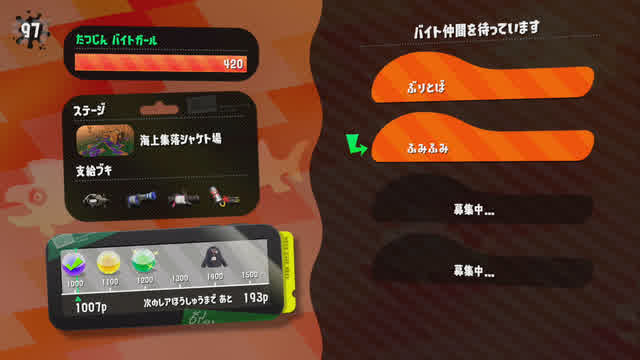 97
たつじん バイトガール
420
ステージ
海上集落シャケト場
支給ブキ
1000 1100 1200 1300 1400 1500
1007p 次のレアほうしゅうまで あと 193p
バイト仲間を待っています
ぶりとば
ふみふみ
募集中...
募集中...